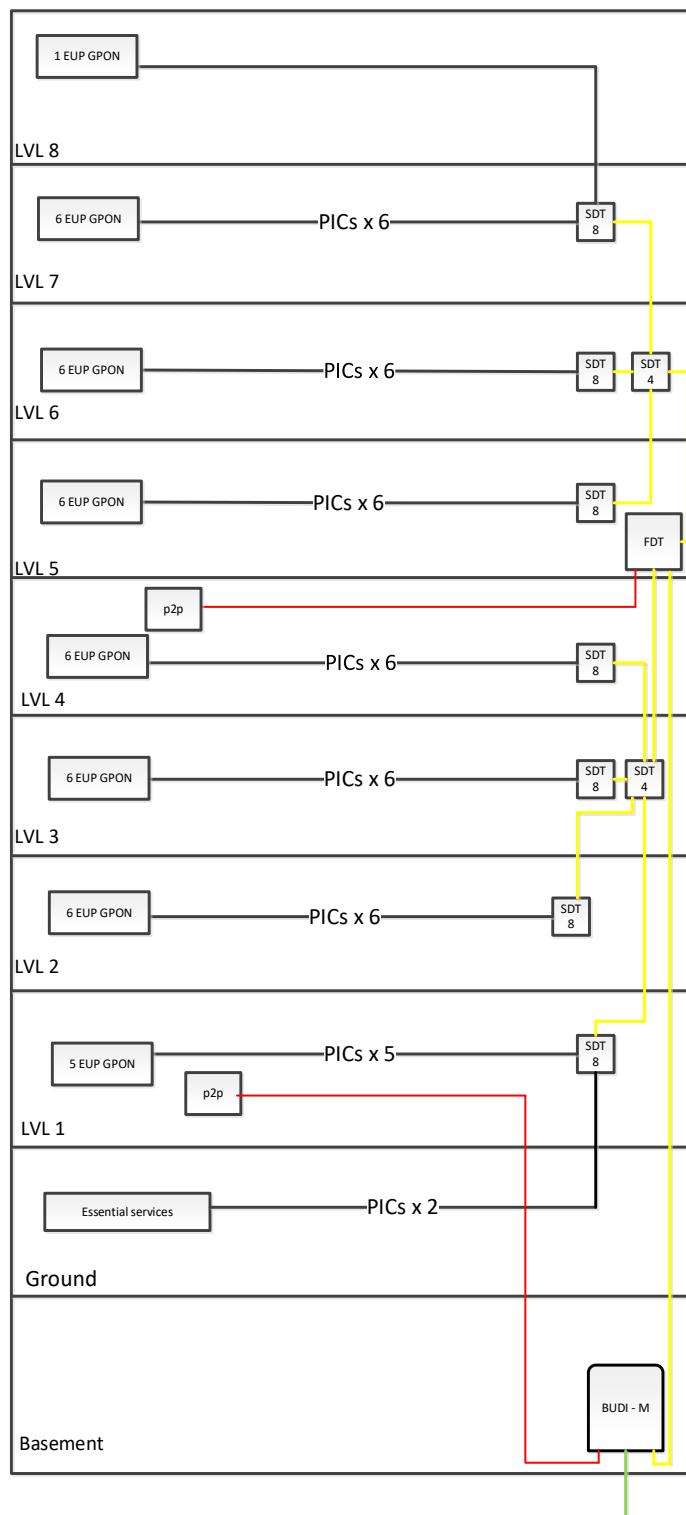 1 EUP GPON
LVL 8
6 EUP GPON
PICs x 6
SDT
8
LVL 7
6 EUP GPON
PICs x 6
SDT
8
SDT
4
LVL 6
6 EUP GPON
PICs x 6
SDT
8
FDT
LVL 5
p2p
6 EUP GPON
PICs x 6
SDT
8
LVL 4
6 EUP GPON
PICs x 6
SDT
8
SDT
4
LVL 3
6 EUP GPON
PICs x 6
SDT
8
LVL 2
5 EUP GPON
PICs x 5
SDT
8
p2p
LVL 1
Essential services
PICs x 2
Ground
BUDI - M
Basement